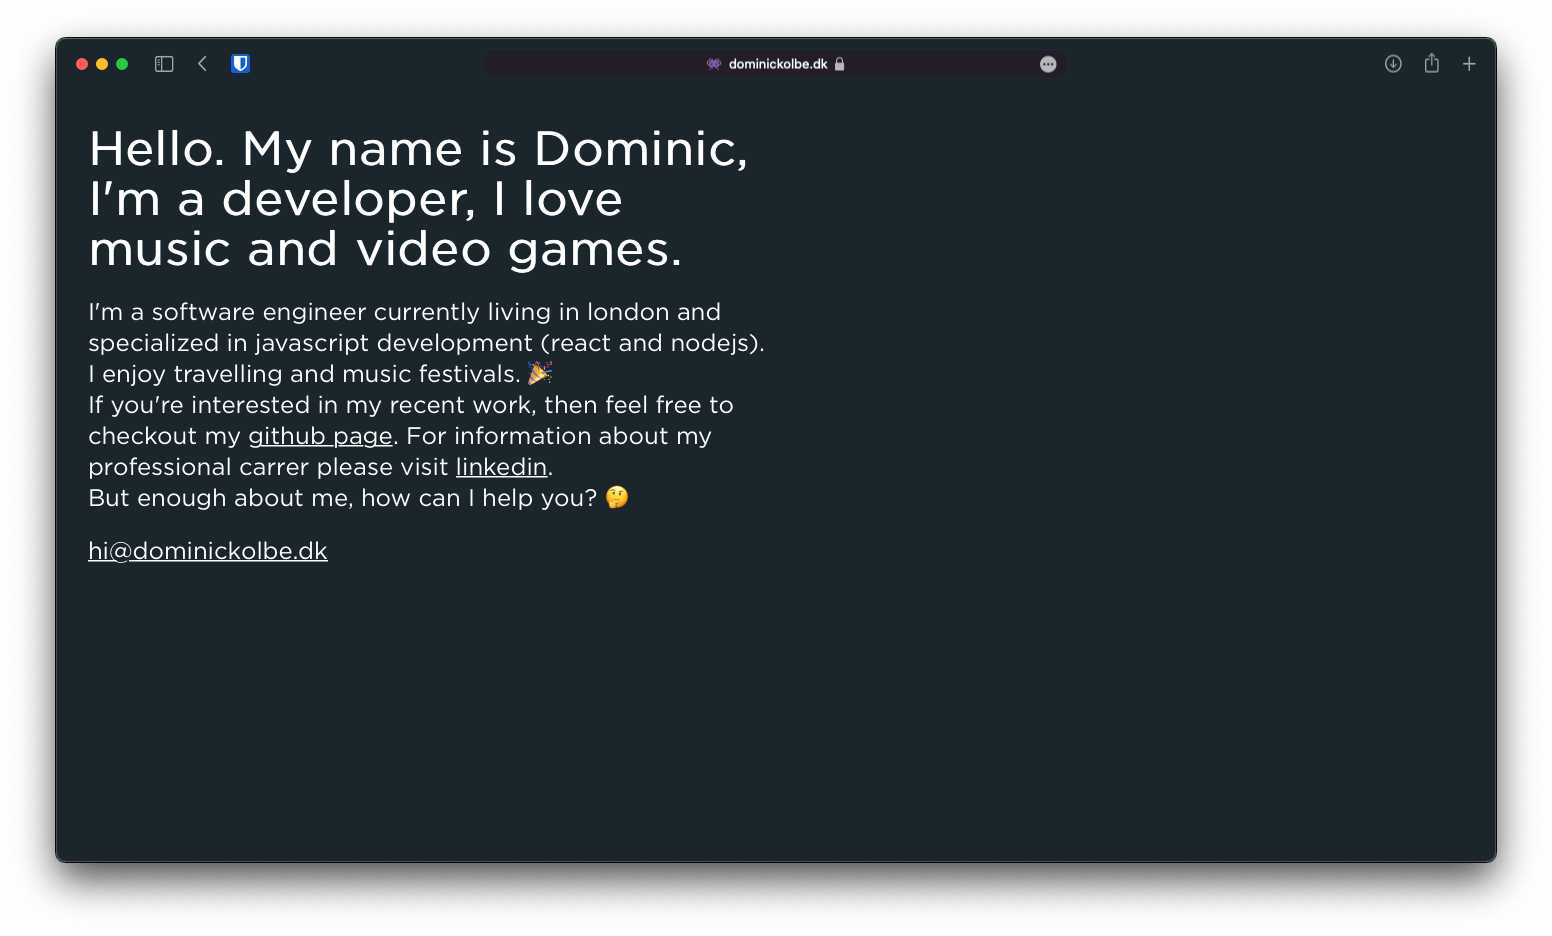 dominickolbe.dk
Hello. My name is Dominic,
I'm a developer, I love
music and video games.
I'm a software engineer currently living in london and
specialized in javascript development (react and nodejs).
I enjoy travelling and music festivals. 🎉
If you're interested in my recent work, then feel free to
checkout my github page. For information about my
professional carrer please visit linkedin.
But enough about me, how can I help you? 🤔
hi@dominickolbe.dk